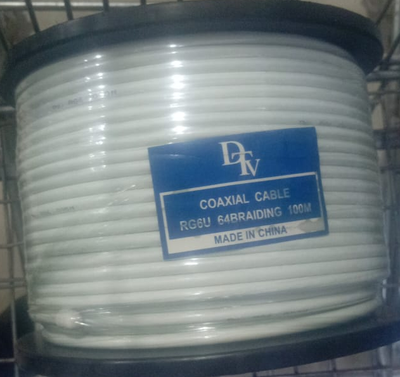 DTV
COAXIAL CABLE
RG6U 64BRAIDING 100M
MADE IN CHINA